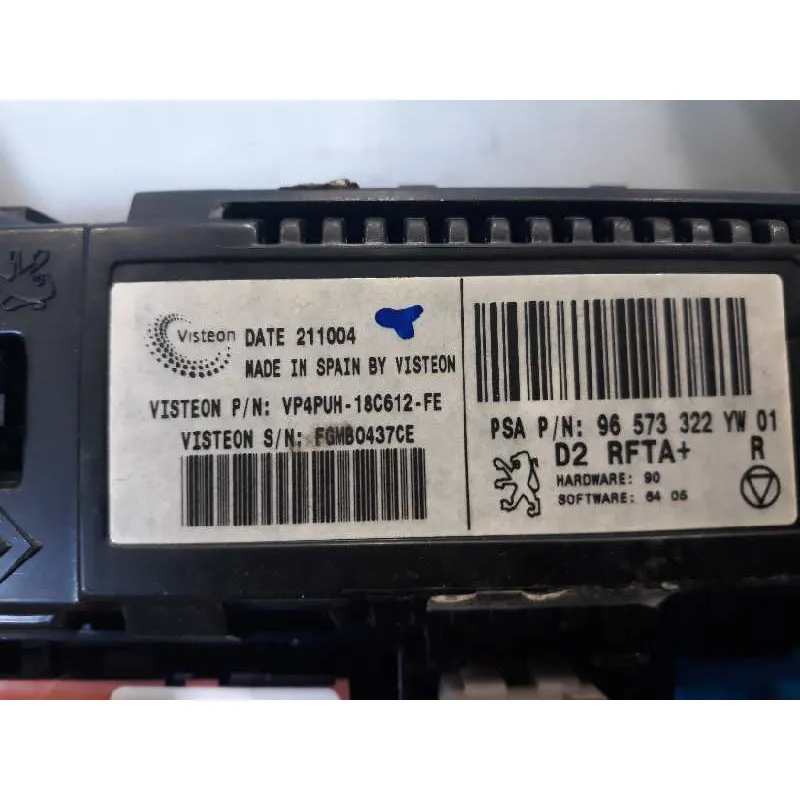 Visteon DATE 211004
MADE IN SPAIN BY VISTEON
VISTEON P/N: VP4PUH-18C612-FE
VISTEON S/N: FGMB0437CE
PSA P/N: 96 573 322 YW 01
D2 RFTA+ R
HARDWARE: 90
SOFTWARE: 64 05